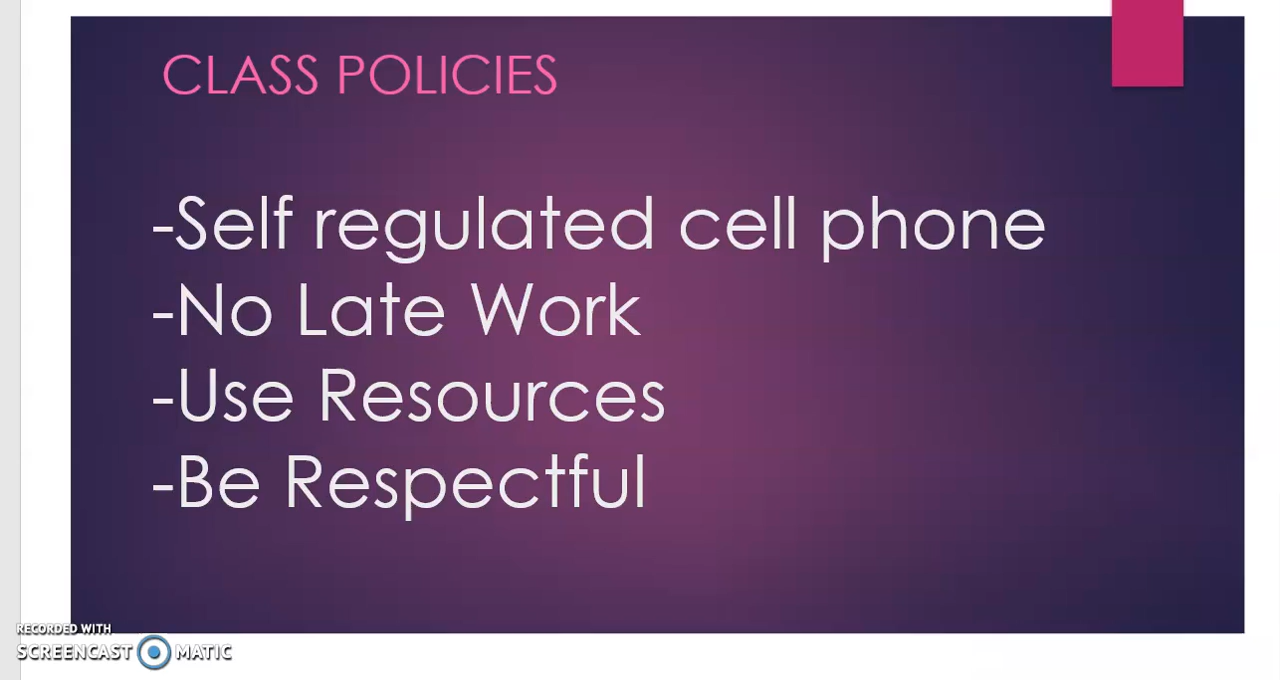 CLASS POLICIES
-Self regulated cell phone
-No Late Work
-Use Resources
-Be Respectful
RECORDED WITH
SCREENCAST MATIC